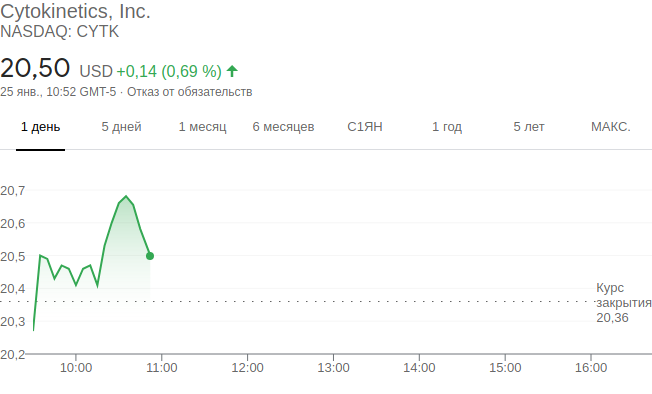 Cytokinetics, Inc.
NASDAQ: CYTK
20,50 USD +0,14 (0,69 %)
25 янв., 10:52 GMT-5 · Отказ от обязательств
1 день 5 дней 1 месяц 6 месяцев С1ЯН 1 год 5 лет МАКС.
20,7
20,6
20,5
20,4
20,3
20,2
Курс
закрытия
20,36
10:00 11:00 12:00 13:00 14:00 15:00 16:00